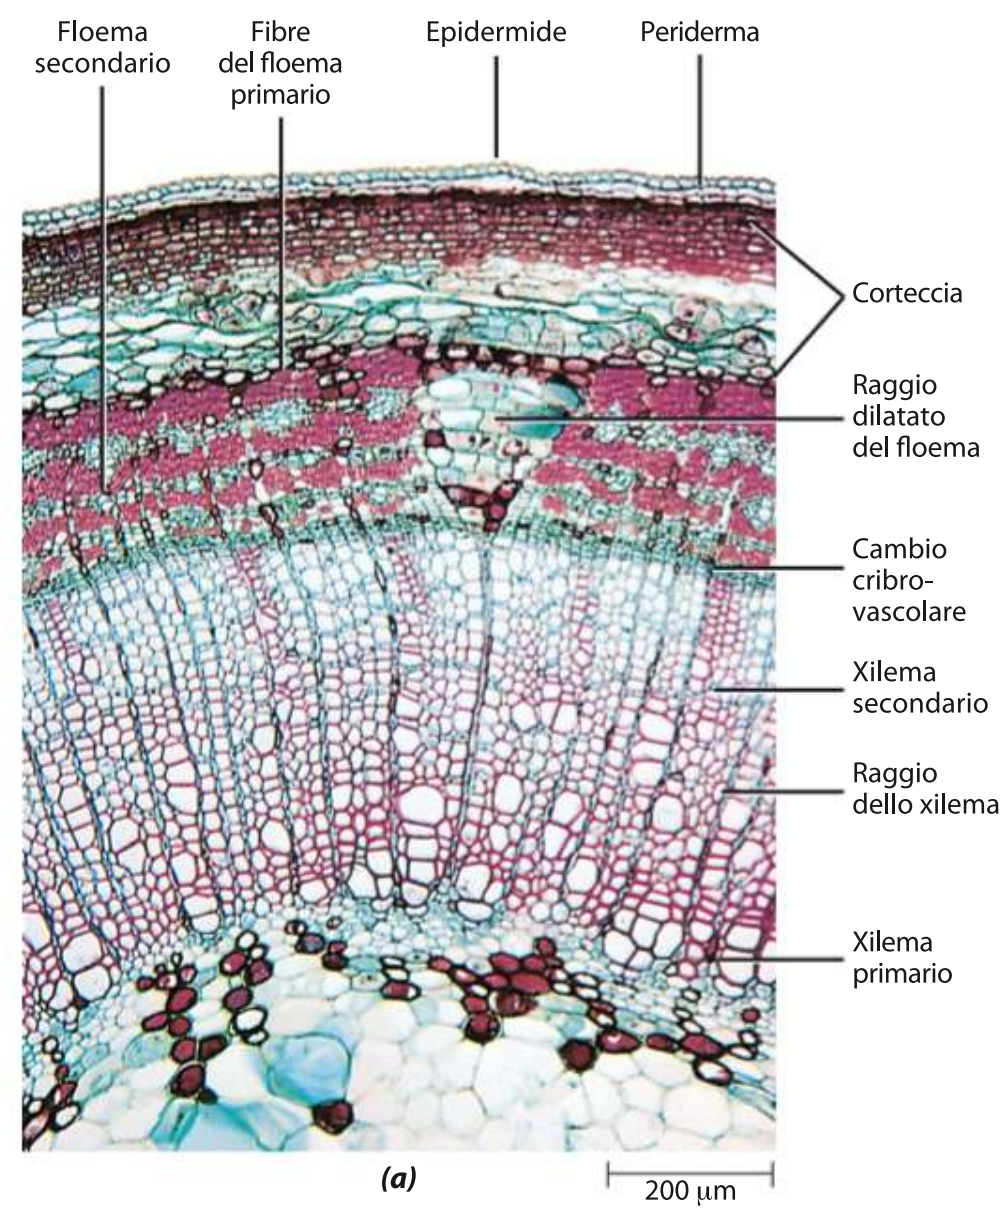 Floema
secondario
Fibre
del floema
primario
Epidermide
Periderma
Corteccia
Raggio
dilatato
del floema
Cambio
cribro-
vascolare
Xilema
secondario
Raggio
dello xilema
Xilema
primario
(a)
200 μm